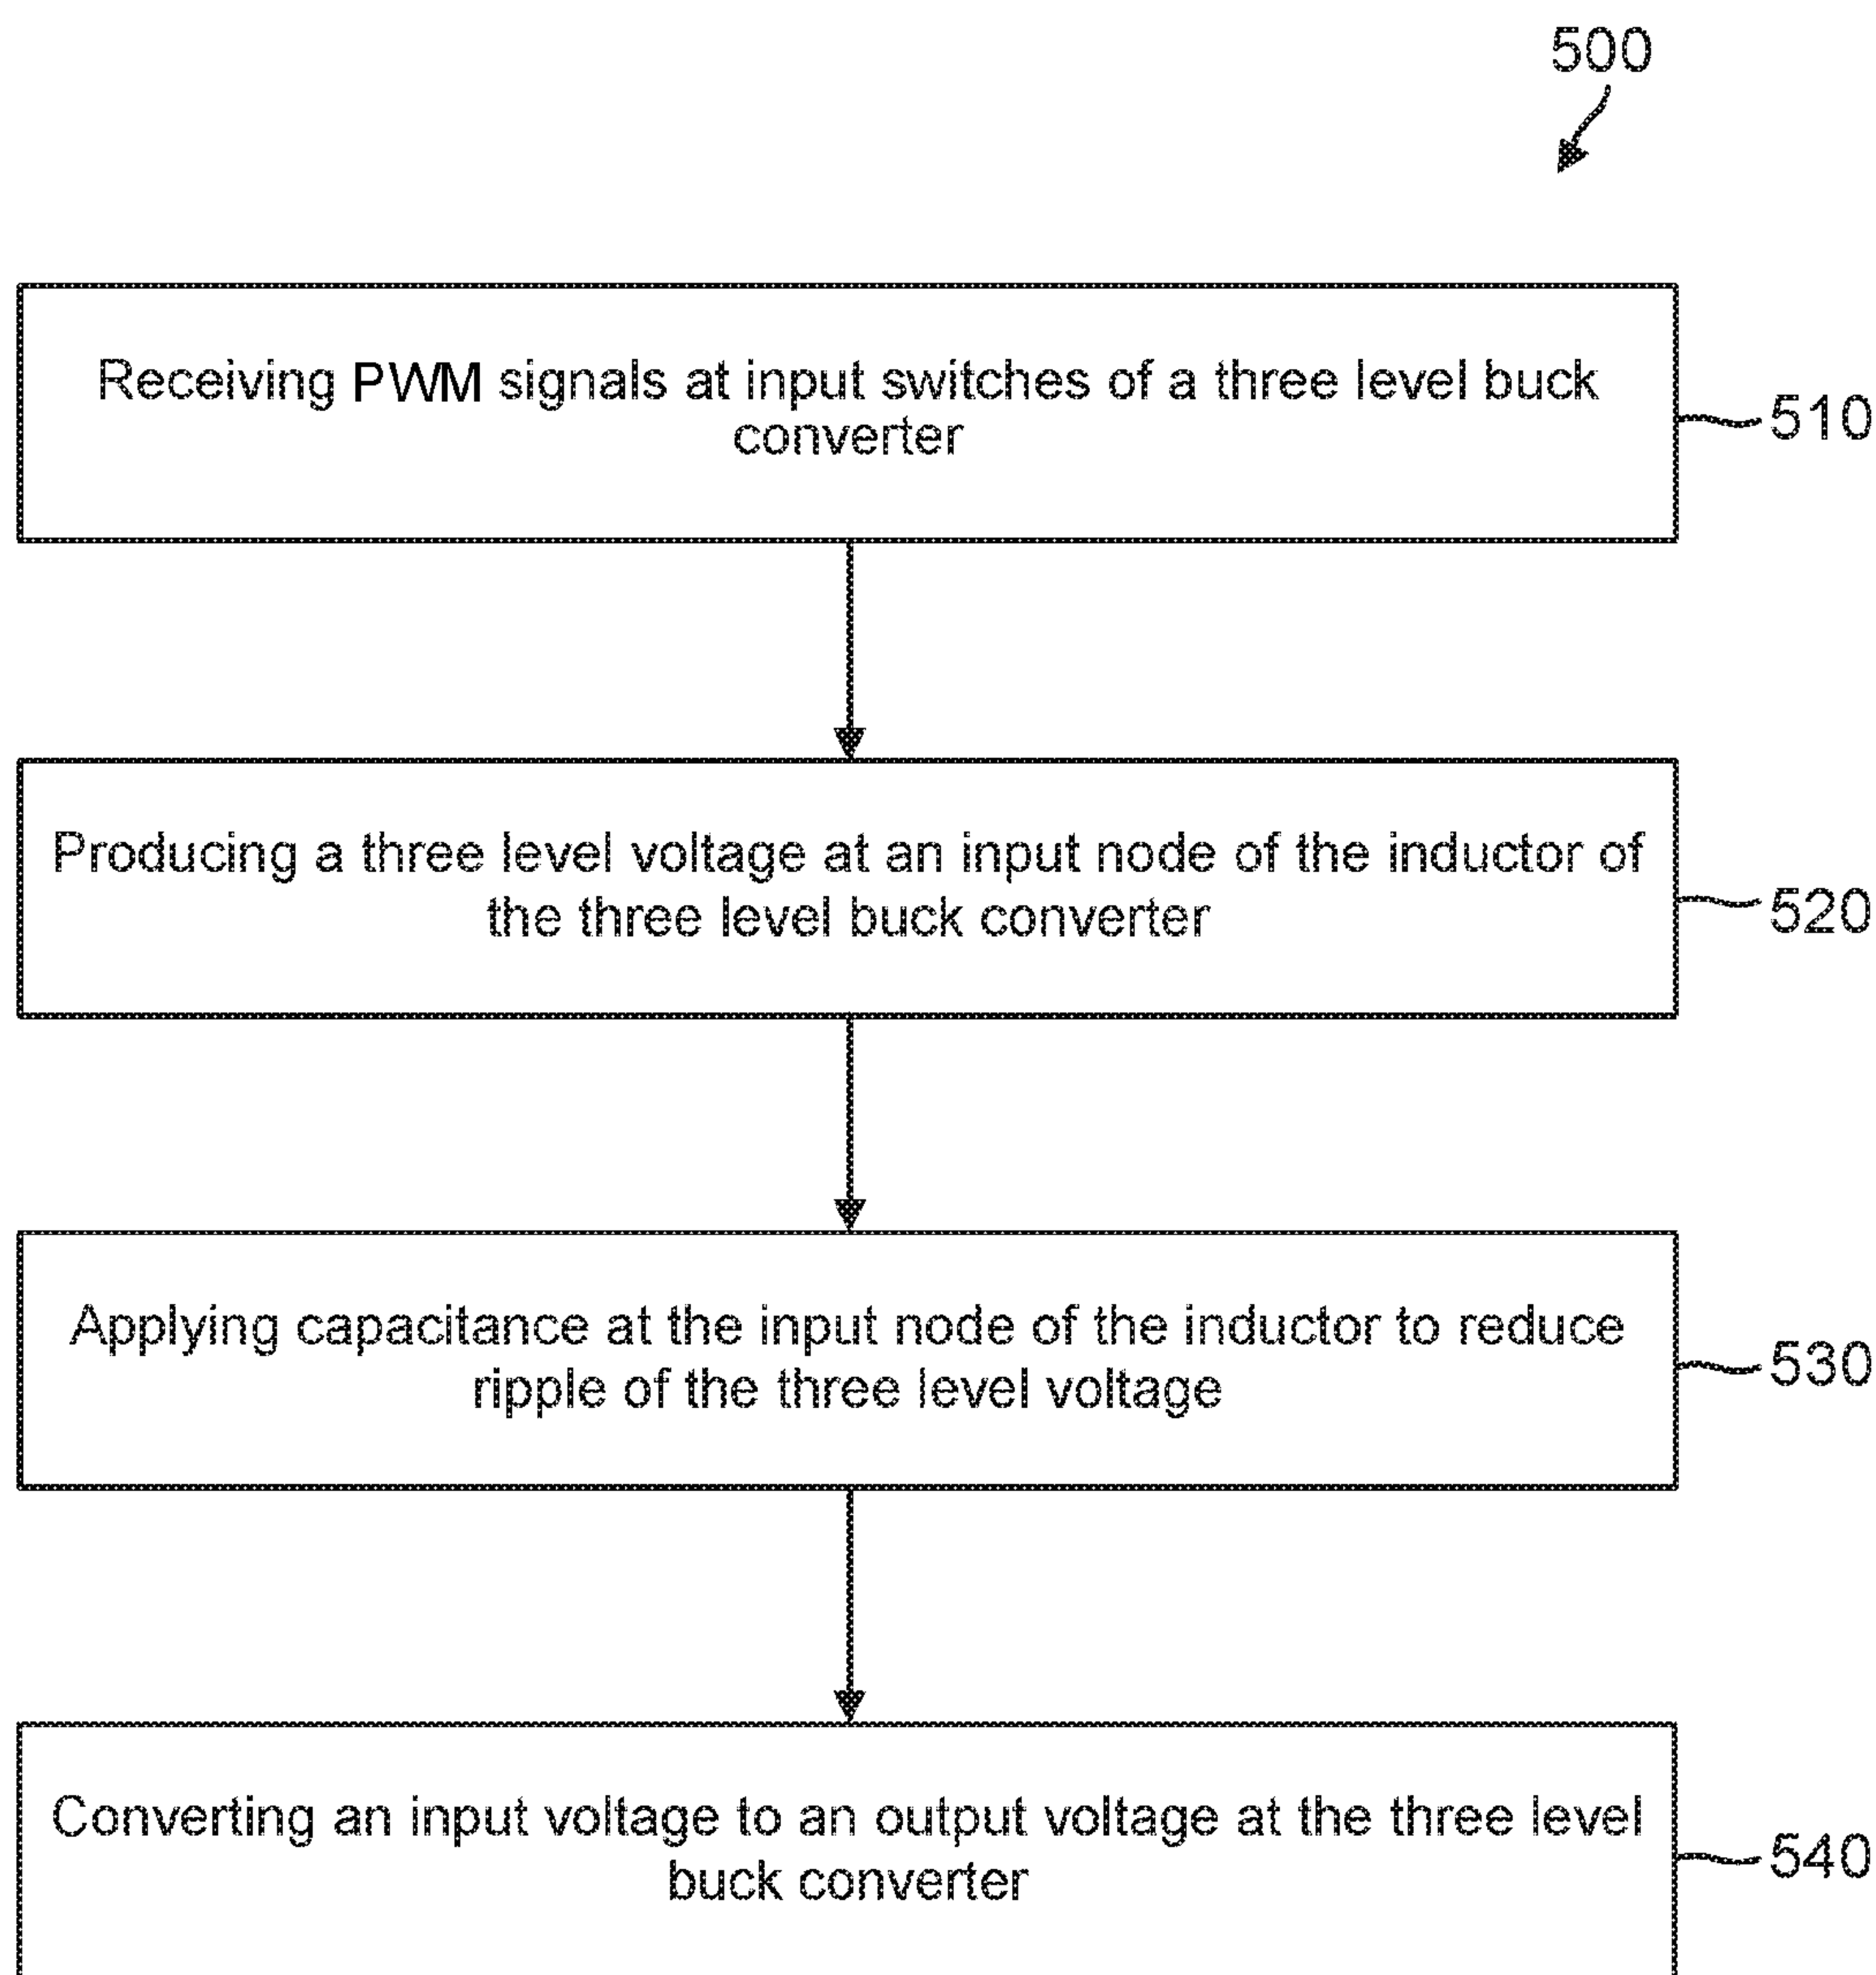 500
Receiving PWM signals at input switches of a three level buck
converter
510
Producing a three level voltage at an input node of the inductor of
the three level buck converter
520
Applying capacitance at the input node of the inductor to reduce
ripple of the three level voltage
530
Converting an input voltage to an output voltage at the three level
buck converter
540